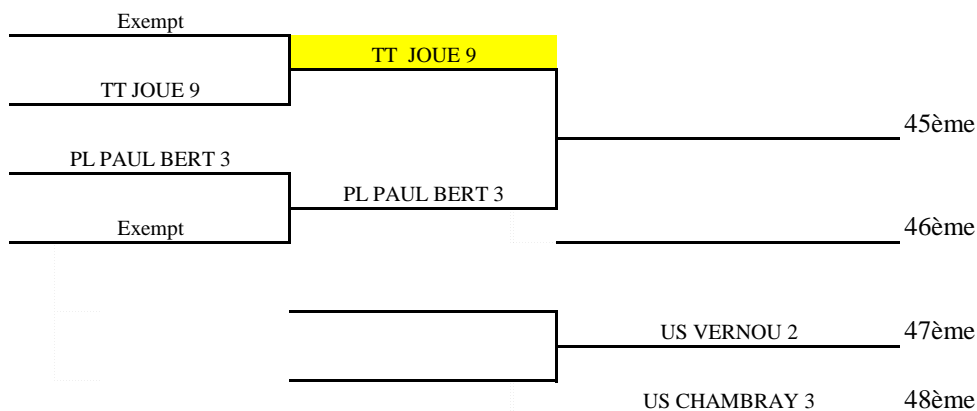 Exempt
TT JOUE 9
TT JOUE 9
45ème
PL PAUL BERT 3
PL PAUL BERT 3
Exempt
46ème
US VERNOU 2
47ème
US CHAMBRAY 3
48ème